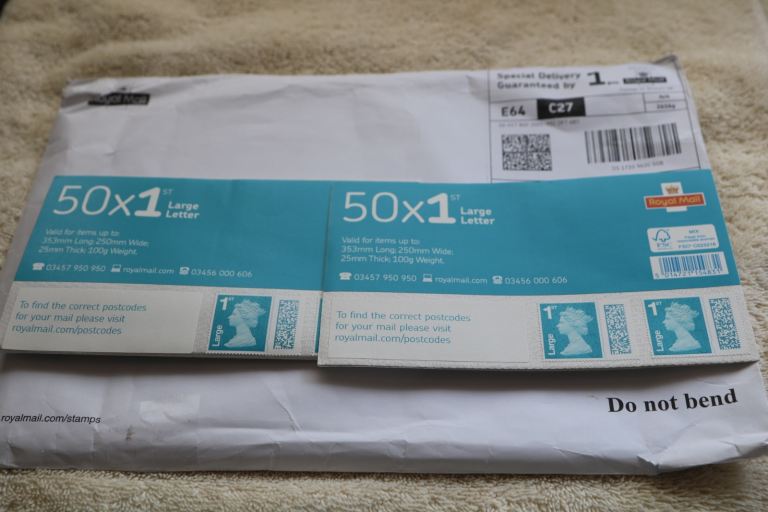 Royal Mail
Special Delivery
Guaranteed by 1pm
E64 C27
50x1ST Large
Letter
Valid for items up to:
353mm Long; 250mm Wide;
25mm Thick; 100g Weight,
03457 950 950 royalmail.com 03456 000 606
To find the correct postcodes
for your mail please visit
royalmail.com/postcodes
1ST
Large
50x1ST Large
Letter
Valid for items up to:
353mm Long; 250mm Wide;
25mm Thick; 100g Weight,
03457 950 950 royalmail.com 03456 000 606
Royal Mail
FSC
MIX
To find the correct postcodes
for your mail please visit
royalmail.com/postcodes
1ST
Large
1ST
Large
royalmail.com/stamps
Do not bend